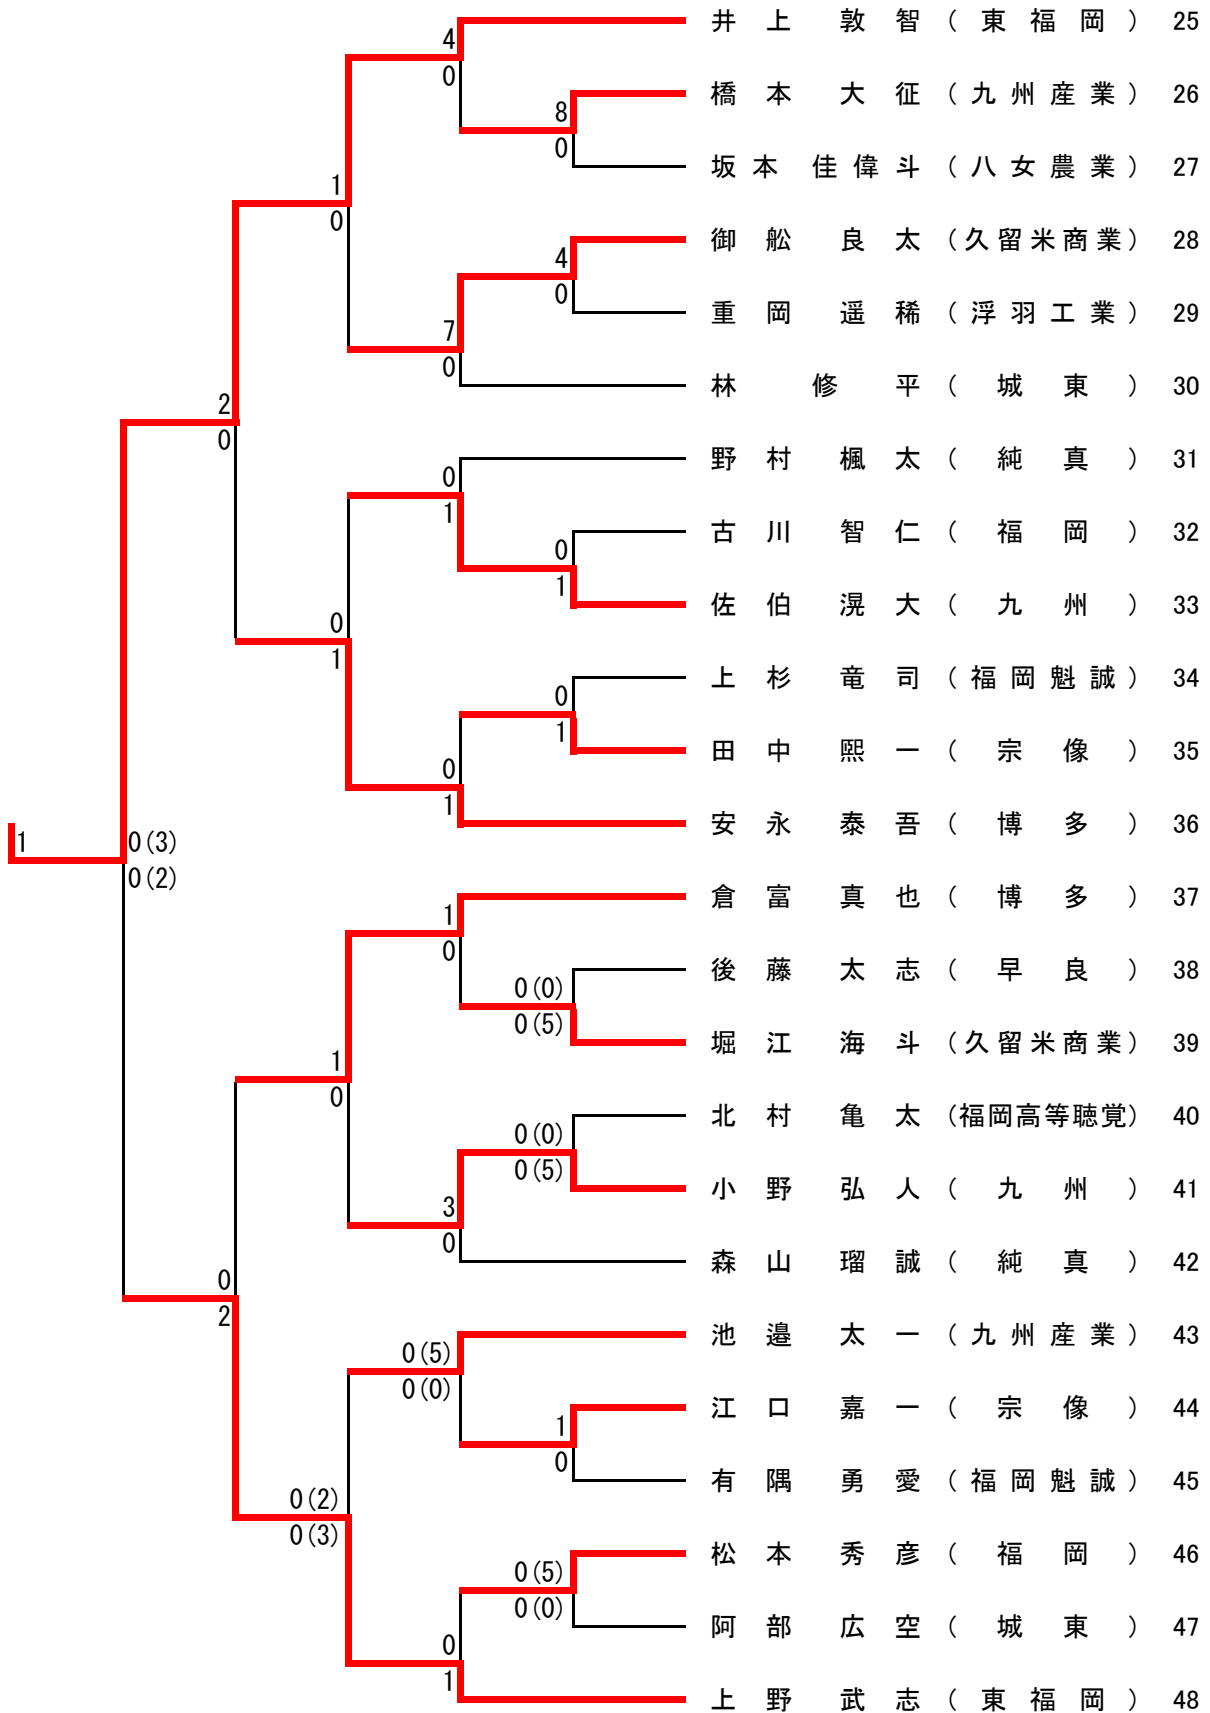 井上 敦智 (東福岡) 25
4
0
橋本 大征 (九州産業) 26
8
0
坂本 佳偉斗 (八女農業) 27
1
0
御舩 良太 (久留米商業) 28
4
0
重岡 遥稀 (浮羽工業) 29
7
0
林 修平 (城東) 30
2
0
野村 楓太 (純真) 31
0
1
古川 智仁 (福岡) 32
0
1
佐伯 滉大 (九州) 33
0
1
上杉 竜司 (福岡魁誠) 34
0
1
田中 熙一 (宗像) 35
0
1
安永 泰吾 (博多) 36
1
0(3)
0(2)
倉富 真也 (博多) 37
1
0
後藤 太志 (早良) 38
0(0)
0(5)
堀江 海斗 (久留米商業) 39
1
0
北村 亀太 (福岡高等聴覚) 40
0(0)
0(5)
小野 弘人 (九州) 41
3
0
森山 瑠誠 (純真) 42
0
2
池邉 太一 (九州産業) 43
0(5)
0(0)
江口 嘉一 (宗像) 44
1
0
有隅 勇愛 (福岡魁誠) 45
0(2)
0(3)
松本 秀彦 (福岡) 46
0(5)
0(0)
阿部 広空 (城東) 47
0
1
上野 武志 (東福岡) 48